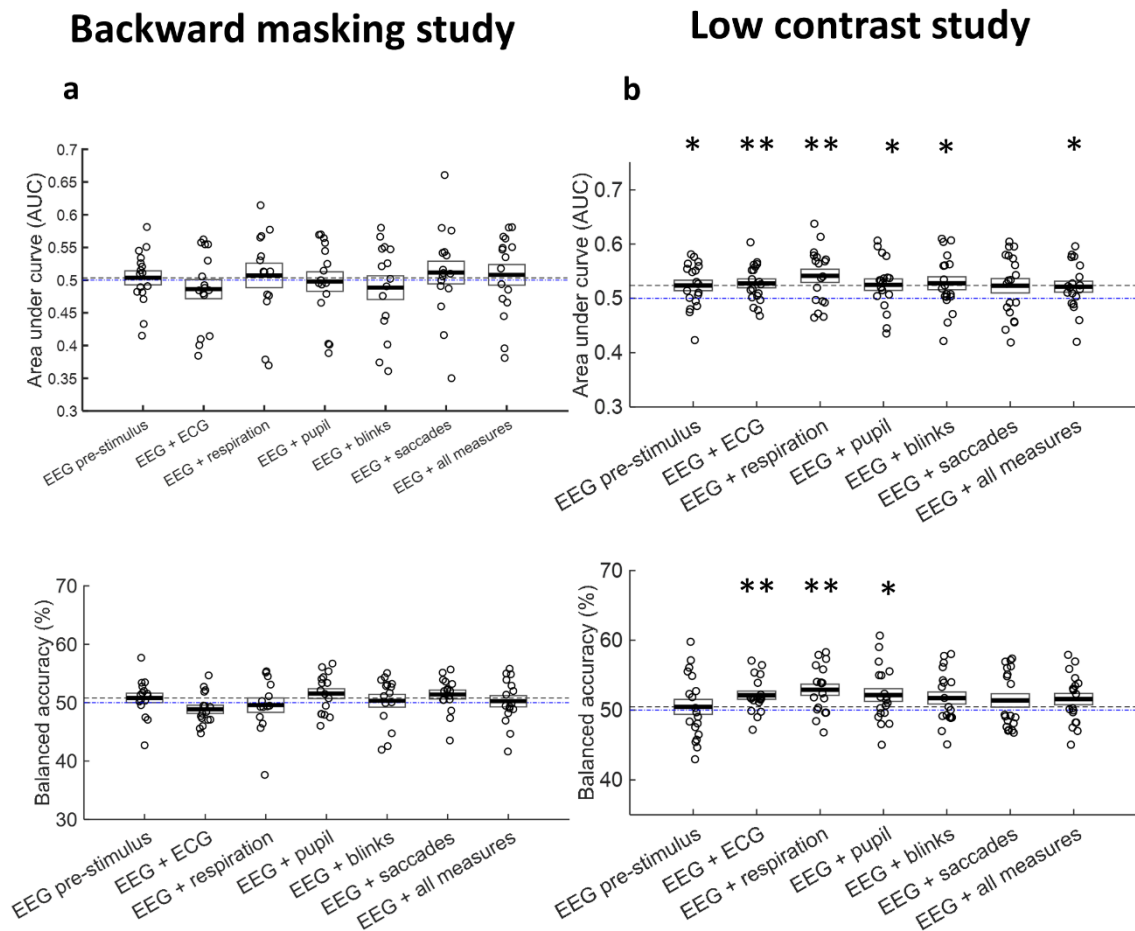 Backward masking study
Low contrast study
a
Area under curve (AUC)
0.7
0.65
0.6
0.55
0.5
0.45
0.4
0.35
0.3
EEG pre-stimulus
EEG + ECG
EEG + respiration
EEG + pupil
EEG + blinks
EEG + saccades
EEG + all measures
b
* ** ** * * *
Area under curve (AUC)
0.7
0.6
0.5
0.4
0.3
EEG pre-stimulus
EEG + ECG
EEG + respiration
EEG + pupil
EEG + blinks
EEG + saccades
EEG + all measures
Balanced accuracy (%)
70
60
50
40
30
EEG pre-stimulus
EEG + ECG
EEG + respiration
EEG + pupil
EEG + blinks
EEG + saccades
EEG + all measures
** ** *
Balanced accuracy (%)
70
60
50
40
EEG pre-stimulus
EEG + ECG
EEG + respiration
EEG + pupil
EEG + blinks
EEG + saccades
EEG + all measures